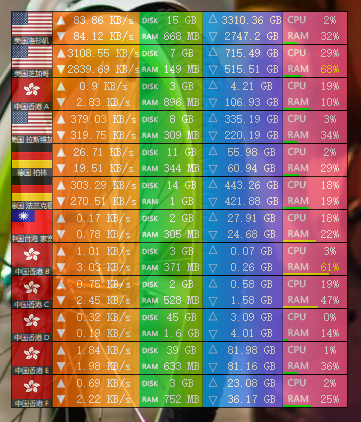 ▲ 83.86 KB/s DISK 15 GB △ 3310.36 GB CPU 2%
美国洛杉矶 ▼ 84.12 KB/s RAM 668 MB ▽ 2747.2 GB RAM 32%
▲ 3108.55 KB/s DISK 7 GB △ 715.49 GB CPU 29%
美国芝加哥 ▼ 2839.69 KB/s RAM 149 MB ▽ 515.51 GB RAM 68%
▲ 0.9 KB/s DISK 3 GB △ 4.21 GB CPU 19%
中国香港 A ▼ 2.83 KB/s RAM 896 MB ▽ 106.93 GB RAM 10%
▲ 379.03 KB/s DISK 8 GB △ 335.19 GB CPU 3%
美国 拉斯维加 ▼ 319.75 KB/s RAM 309 MB ▽ 220.19 GB RAM 34%
▲ 26.71 KB/s DISK 11 GB △ 55.98 GB CPU 2%
德国 柏林 ▼ 19.51 KB/s RAM 344 MB ▽ 60.94 GB RAM 29%
▲ 303.29 KB/s DISK 14 GB △ 443.26 GB CPU 18%
德国 法兰克福 ▼ 270.51 KB/s RAM 1 GB ▽ 421.88 GB RAM 19%
▲ 0.17 KB/s DISK 2 GB △ 27.91 GB CPU 18%
中国台湾 ▼ 0.78 KB/s RAM 305 MB ▽ 24.68 GB RAM 22%
▲ 1.01 KB/s DISK 3 GB △ 0.07 GB CPU 3%
中国香港 B ▼ 3.03 KB/s RAM 371 MB ▽ 0.26 GB RAM 61%
▲ 0.75 KB/s DISK 2 GB △ 0.58 GB CPU 19%
中国香港 C ▼ 2.45 KB/s RAM 528 MB ▽ 1.58 GB RAM 47%
▲ 0.32 KB/s DISK 45 GB △ 3.09 GB CPU 0%
中国香港 D ▼ 0.19 KB/s RAM 1.6 GB ▽ 4.01 GB RAM 14%
▲ 1.84 KB/s DISK 39 GB △ 81.98 GB CPU 1%
中国香港 E ▼ 1.98 KB/s RAM 633 MB ▽ 81.16 GB RAM 36%
▲ 0.69 KB/s DISK 3 GB △ 23.08 GB CPU 2%
中国香港 F ▼ 2.22 KB/s RAM 752 MB ▽ 36.17 GB RAM 25%